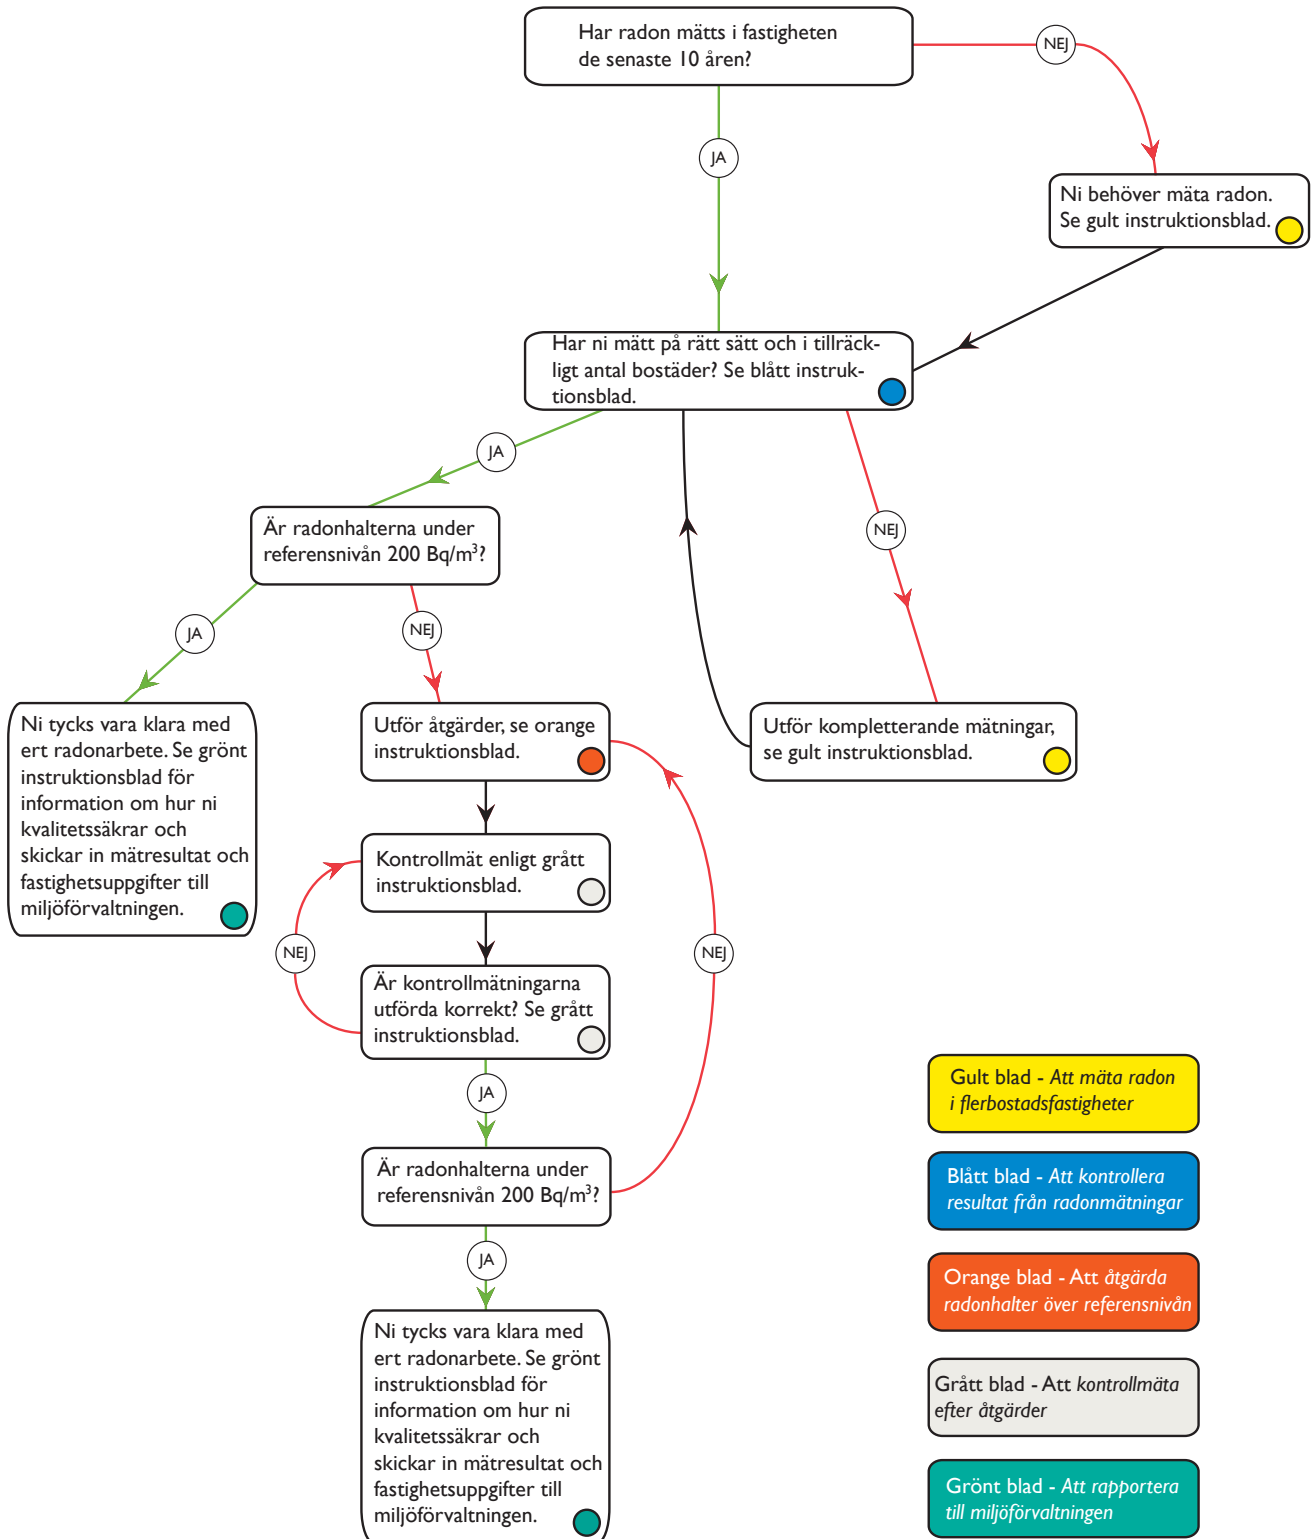 Har radon mätts i fastigheten
de senaste 10 åren?
NEJ
JA
Ni behöver mäta radon.
Se gult instruktionsblad.
Har ni mätt på rätt sätt och i tillräck-
ligt antal bostäder? Se blått instruk-
tionsblad.
JA
NEJ
Är radonhalterna under
referensnivån 200 Bq/m³?
JA
NEJ
Ni tycks vara klara med
ert radonarbete. Se grönt
instruktionsblad för
information om hur ni
kvalitetssäkrar och
skickar in mätresultat och
fastighetsuppgifter till
miljöförvaltningen.
Utför åtgärder, se orange
instruktionsblad.
Utför kompletterande mätningar,
se gult instruktionsblad.
Kontrollmät enligt grått
instruktionsblad.
NEJ
NEJ
Är kontrollmätningarna
utförda korrekt? Se grått
instruktionsblad.
JA
Är radonhalterna under
referensnivån 200 Bq/m³?
JA
Ni tycks vara klara med
ert radonarbete. Se grönt
instruktionsblad för
information om hur ni
kvalitetssäkrar och
skickar in mätresultat och
fastighetsuppgifter till
miljöförvaltningen.
Gult blad - Att mäta radon
i flerbostadsfastigheter
Blått blad - Att kontrollera
resultat från radonmätningar
Orange blad - Att åtgärda
radonhalter över referensnivån
Grått blad - Att kontrollmäta
efter åtgärder
Grönt blad - Att rapportera
till miljöförvaltningen